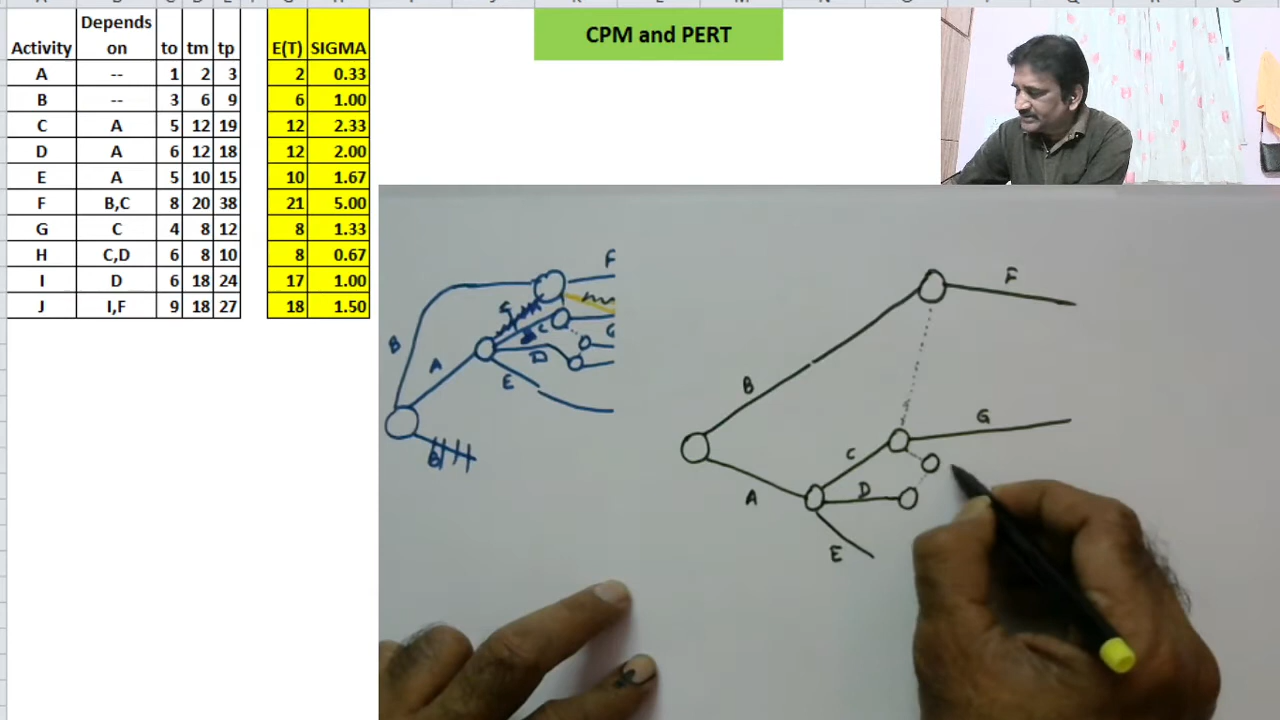 CPM and PERT
Activity Depends on to tm tp E(T) SIGMA
A -- 1 2 3 2 0.33
B -- 3 6 9 6 1.00
C A 5 12 19 12 2.33
D A 6 12 18 12 2.00
E A 5 10 15 10 1.67
F B,C 8 20 38 21 5.00
G C 4 8 12 8 1.33
H C,D 6 8 10 8 0.67
I D 6 18 24 17 1.00
J I,F 9 18 27 18 1.50
F
B
A
C
D
E
G
B
F
B
G
C
A
D
E